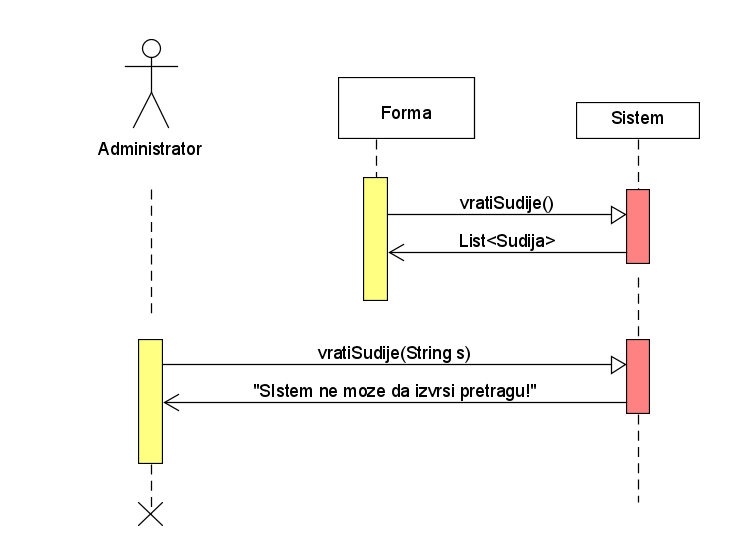 Forma
Sistem
Administrator
vratiSudije()
List<Sudija>
vratiSudije(String s)
"SIstem ne moze da izvrsi pretragu!"